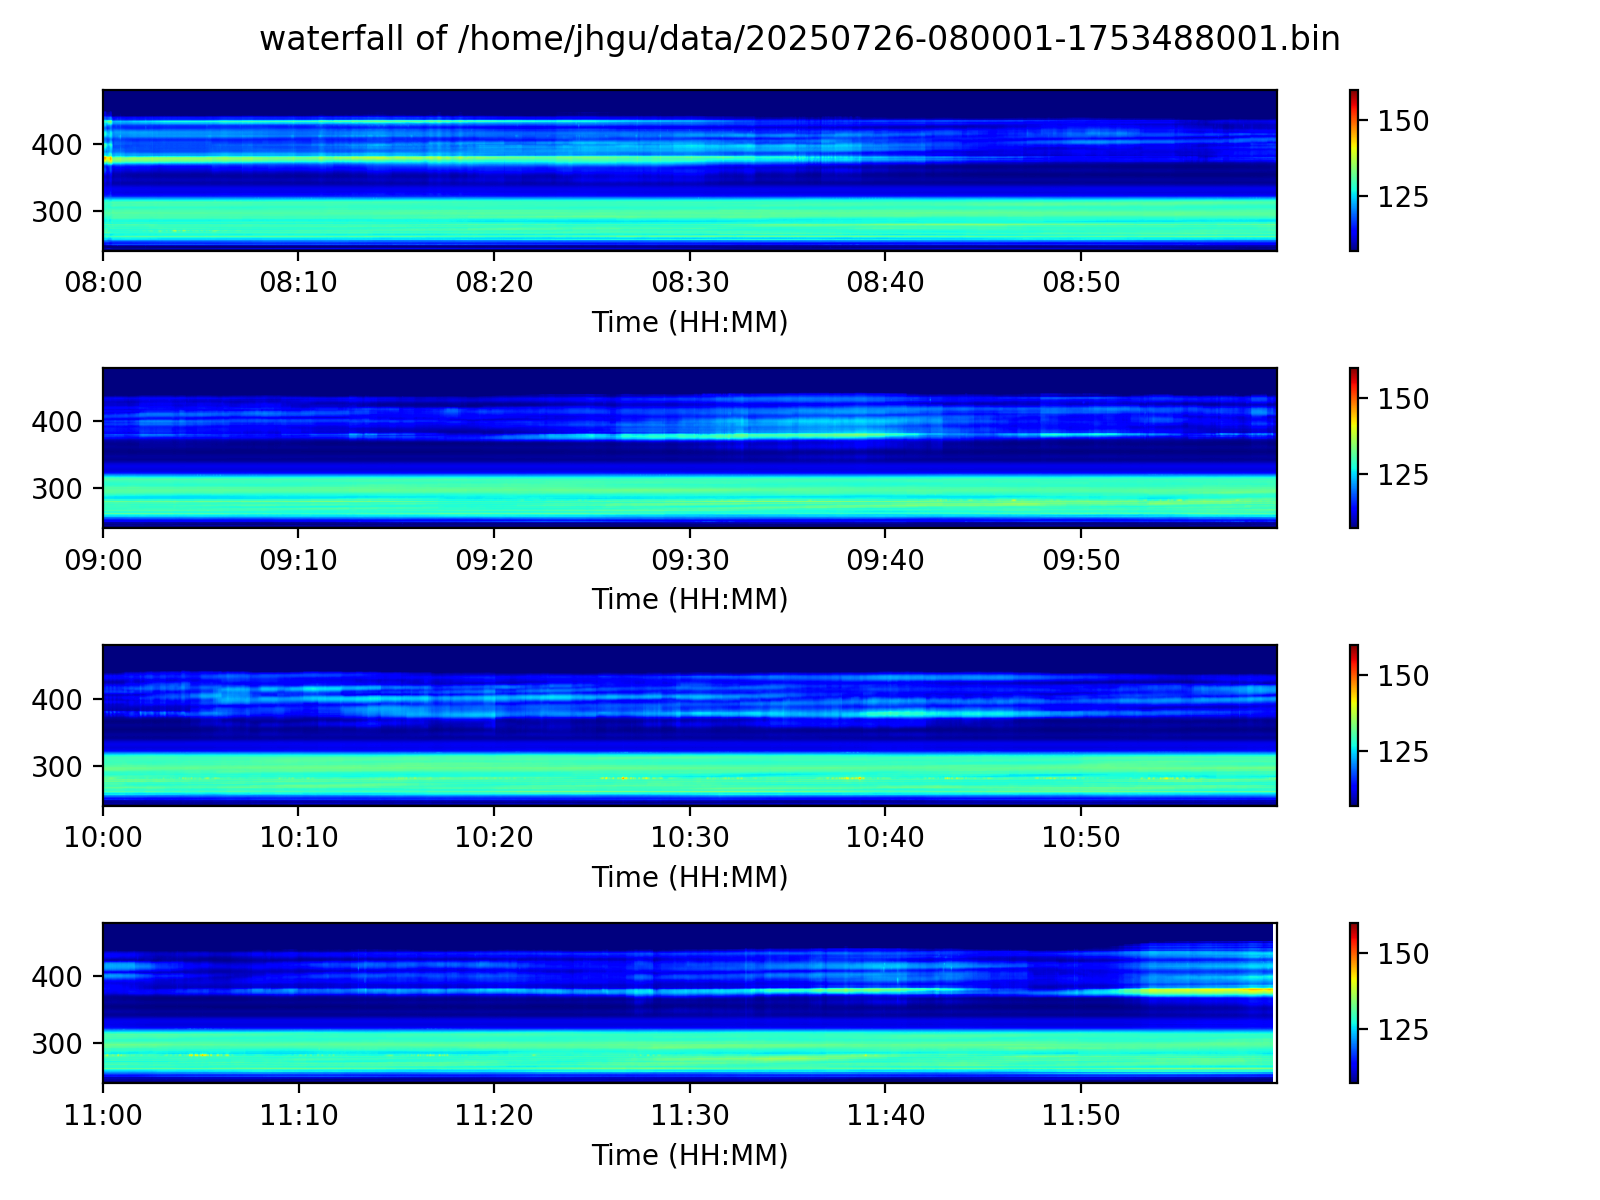 waterfall of /home/jhgu/data/20250726-080001-1753488001.bin
400
300
150
125
08:00 08:10 08:20 08:30 08:40 08:50
Time (HH:MM)
400
300
150
125
09:00 09:10 09:20 09:30 09:40 09:50
Time (HH:MM)
400
300
150
125
10:00 10:10 10:20 10:30 10:40 10:50
Time (HH:MM)
400
300
150
125
11:00 11:10 11:20 11:30 11:40 11:50
Time (HH:MM)